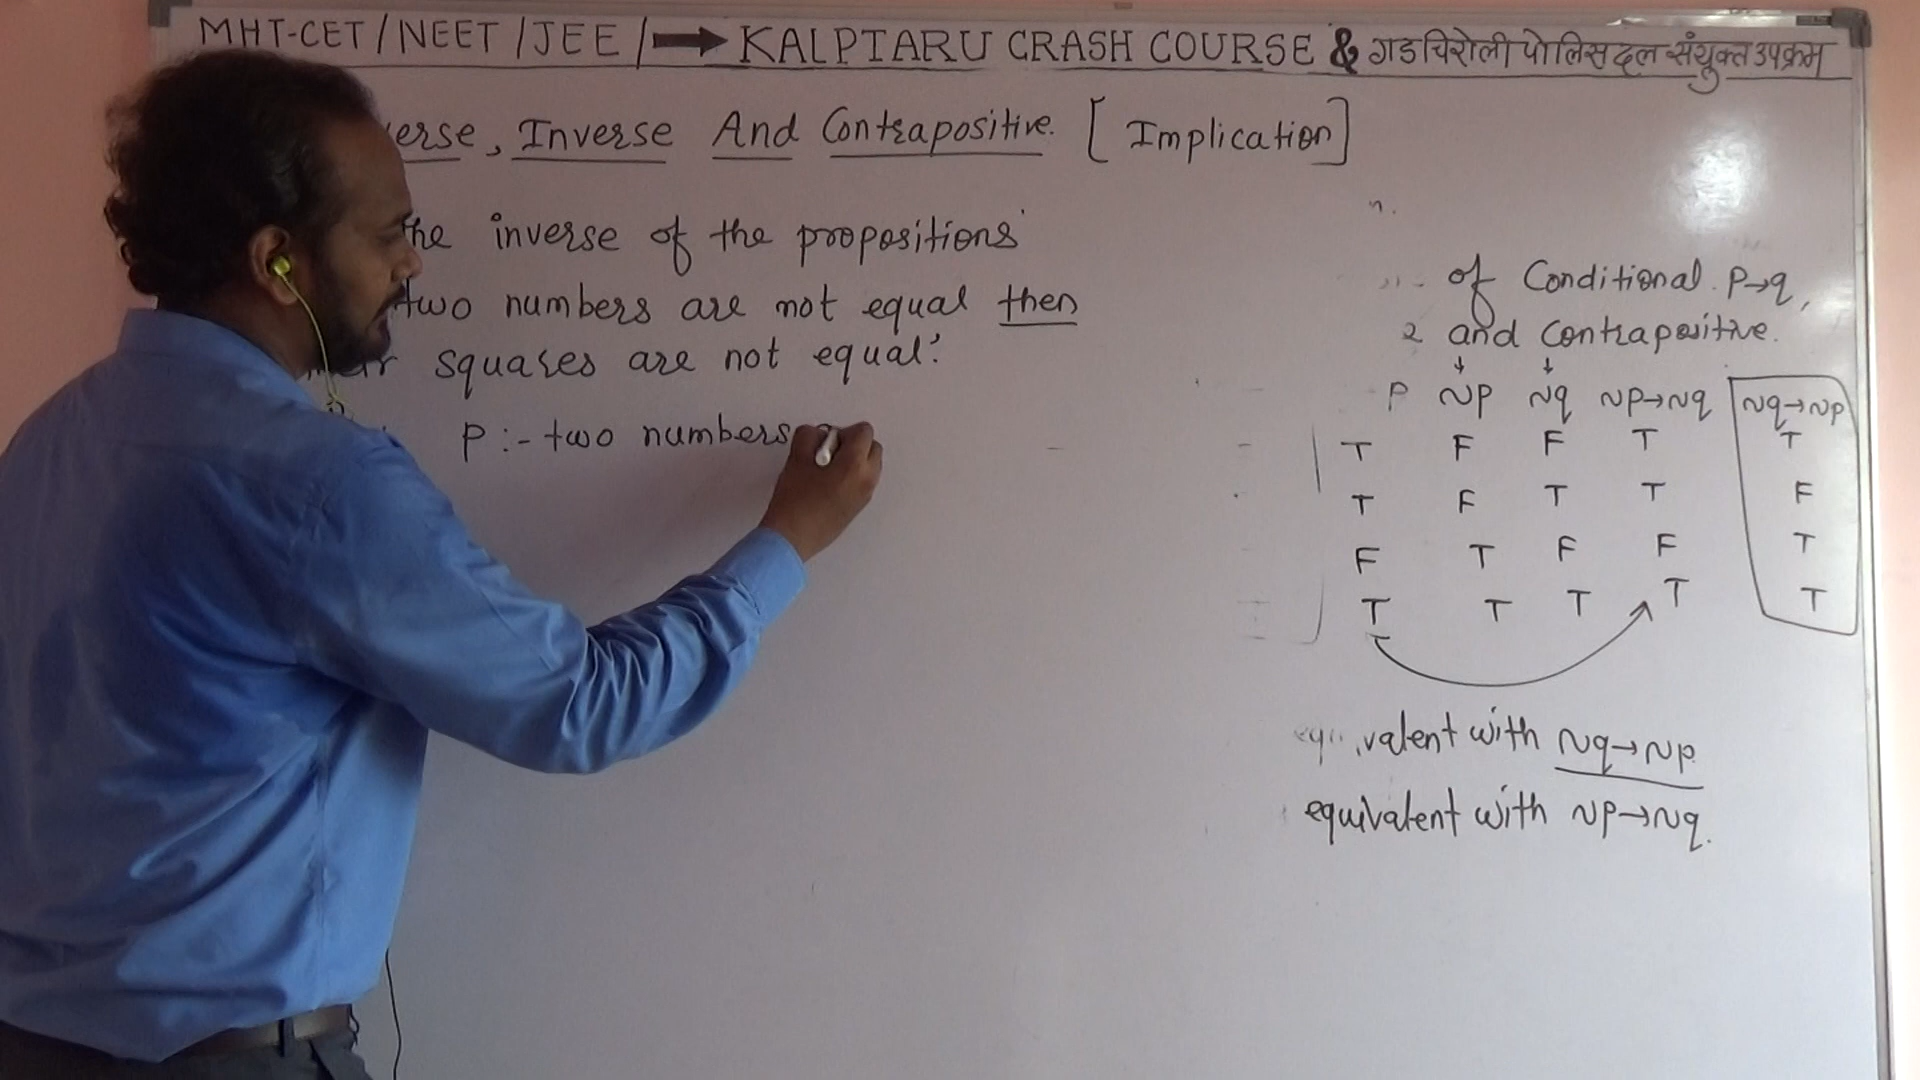 MHT-CET/NEET/JEE/→ KALPTARU CRASH COURSE & गडचिरोली पोलिस दल संयुक्त उपक्रम
erse, Inverse And Contrapositive. [Implication]
the inverse of the propositions
two numbers are not equal then
squares are not equal.'
P :- two numbers
of Conditional. P→q,
and contrapositive.
P ~p ~q ~p→~q ~q→~p
T F F T T
T F T T F
F T F F T
T T T T T
equivalent with ~q→~p
equivalent with ~p→~q.